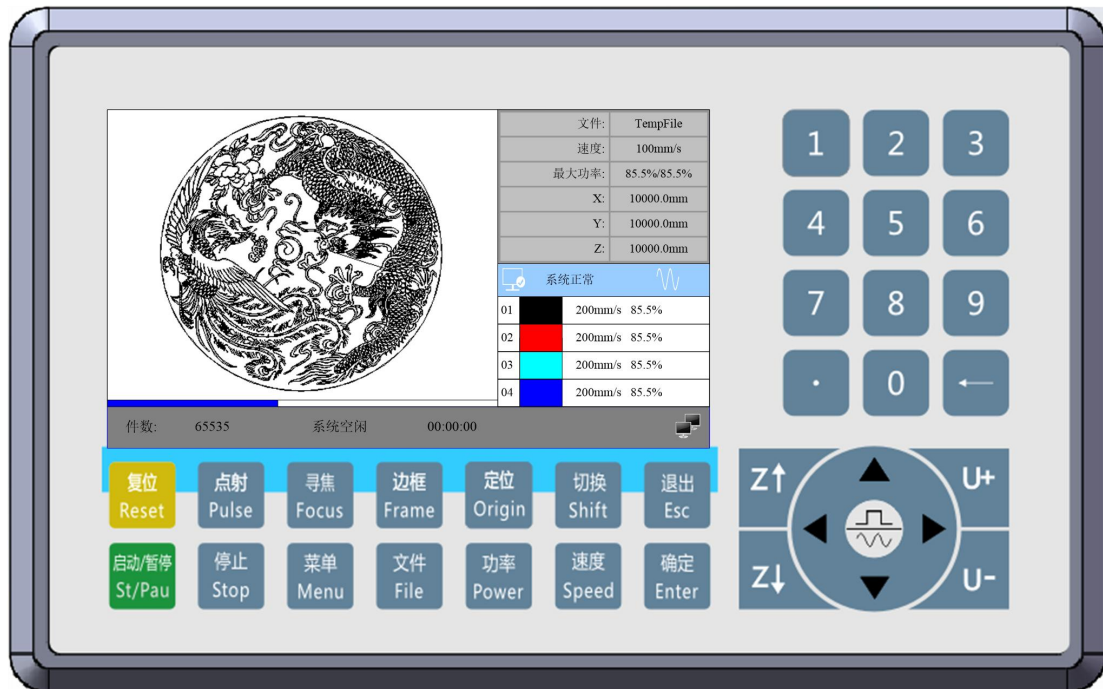 文件: TempFile
速度: 100mm/s
最大功率: 85.5%/85.5%
X: 10000.0mm
Y: 10000.0mm
Z: 10000.0mm
系统正常
01 200mm/s 85.5%
02 200mm/s 85.5%
03 200mm/s 85.5%
04 200mm/s 85.5%
件数: 65535 系统空闲 00:00:00
1 2 3
4 5 6
7 8 9
· 0 ←
复位 点射 寻焦 边框 定位 切换 退出
Reset Pulse Focus Frame Origin Shift Esc
启动/暂停 停止 菜单 文件 功率 速度 确定
St/Pau Stop Menu File Power Speed Enter
Z↑ U+
Z↓ U-